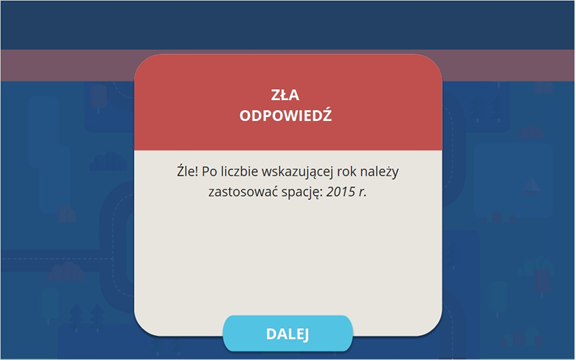 ZŁA
ODPOWIEDŹ
Źle! Po liczbie wskazującej rok należy
zastosować spację: 2015 r.
DALEJ